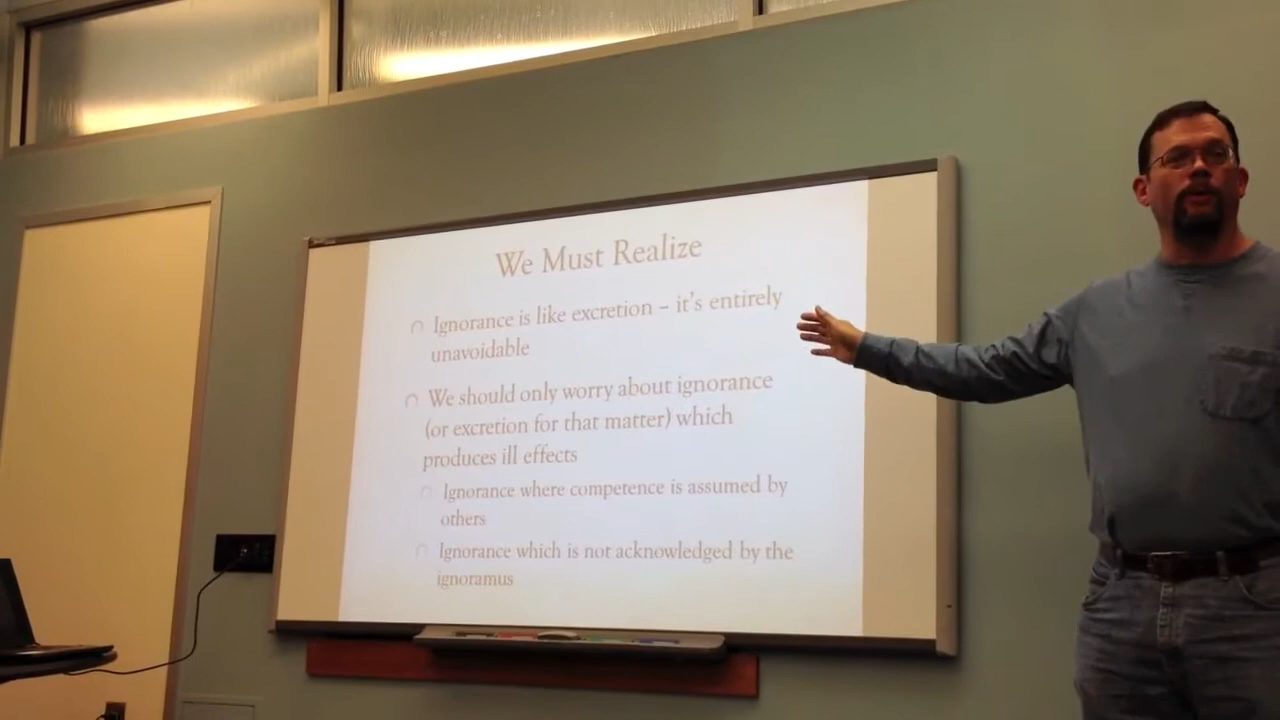 We Must Realize
Ignorance is like excretion – it's entirely
unavoidable
We should only worry about ignorance
(or excretion for that matter) which
produces ill effects
Ignorance where competence is assumed by
others
Ignorance which is not acknowledged by the
ignoramus